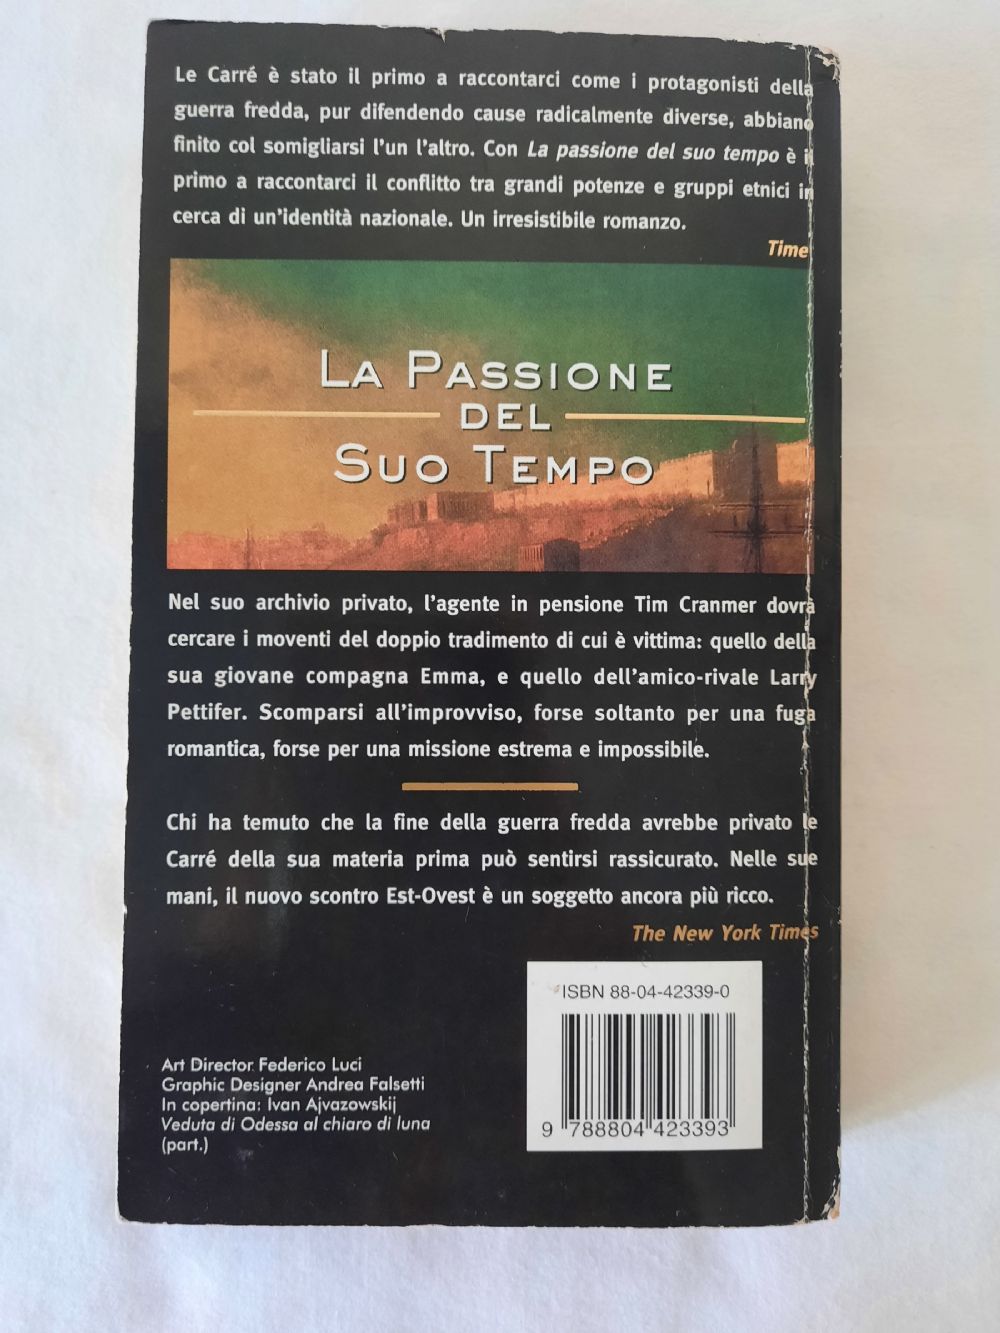 Le Carré è stato il primo a raccontarci come i protagonisti della
guerra fredda, pur difendendo cause radicalmente diverse, abbiano
finito col somigliarsi l'un l'altro. Con La passione del suo tempo è il
primo a raccontarci il conflitto tra grandi potenze e gruppi etnici in
cerca di un'identità nazionale. Un irresistibile romanzo.
Time
LA PASSIONE
DEL
SUO TEMPO
Nel suo archivio privato, l'agente in pensione Tim Cranmer dovrà
cercare i moventi del doppio tradimento di cui è vittima: quello della
sua giovane compagna Emma, e quello dell'amico-rivale Larry
Pettifer. Scomparsi all'improvviso, forse soltanto per una fuga
romantica, forse per una missione estrema e impossibile.
Chi ha temuto che la fine della guerra fredda avrebbe privato le
Carré della sua materia prima può sentirsi rassicurato. Nelle sue
mani, il nuovo scontro Est-Ovest è un soggetto ancora più ricco.
The New York Times
ISBN 88-04-42339-0
9 788804 423393
Art Director Federico Luci
Graphic Designer Andrea Falsetti
In copertina: Ivan Ajvazowskij
Veduta di Odessa al chiaro di luna
(part.)